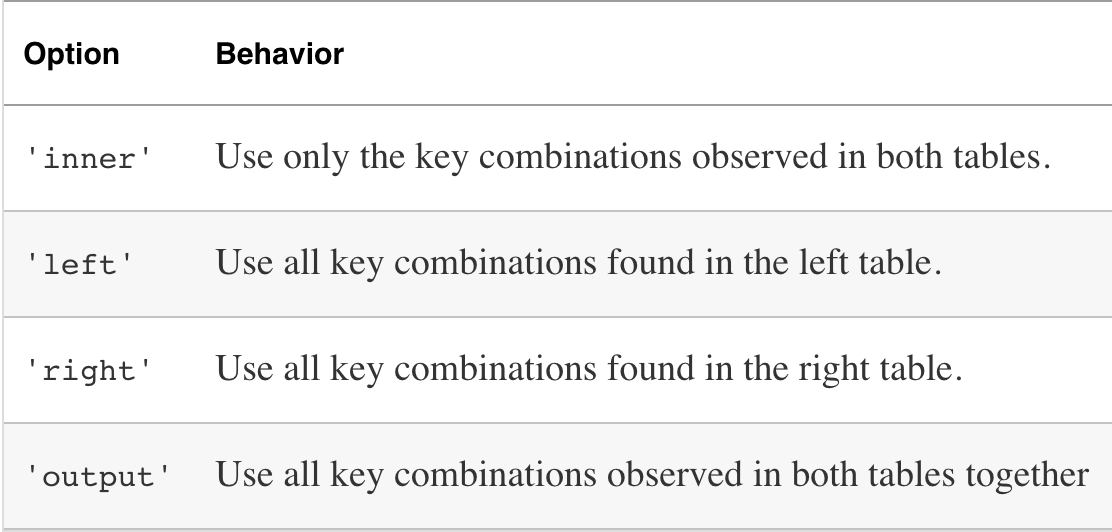 Option Behavior
'inner' Use only the key combinations observed in both tables.
'left' Use all key combinations found in the left table.
'right' Use all key combinations found in the right table.
'output' Use all key combinations observed in both tables together